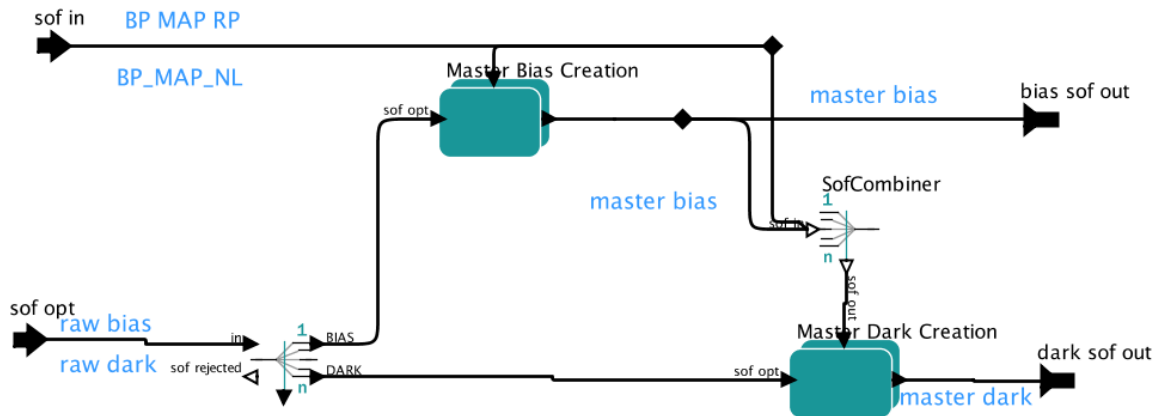 sof in
BP MAP RP
BP_MAP_NL
Master Bias Creation
sof opt
master bias
bias sof out
master bias
SofCombiner
1
sof in
n
sof out
sof opt
raw bias
raw dark
in
sof rejected
1
BIAS
n
DARK
Master Dark Creation
sof opt
master dark
dark sof out